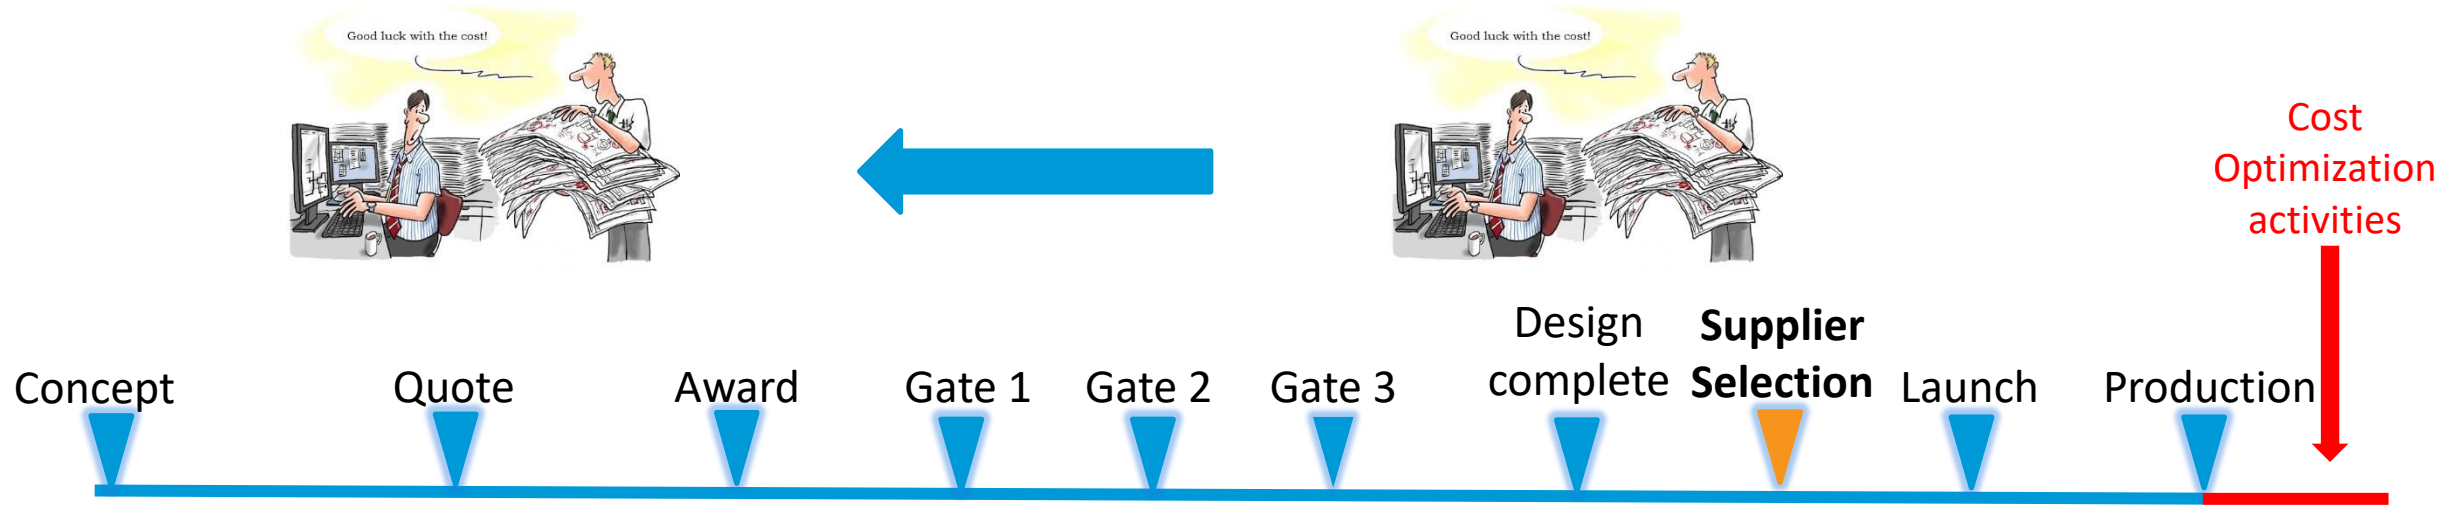 Good luck with the cost!
Good luck with the cost!
Cost
Optimization
activities
Concept
Quote
Award
Gate 1
Gate 2
Gate 3
Design
complete
Supplier
Selection
Launch
Production